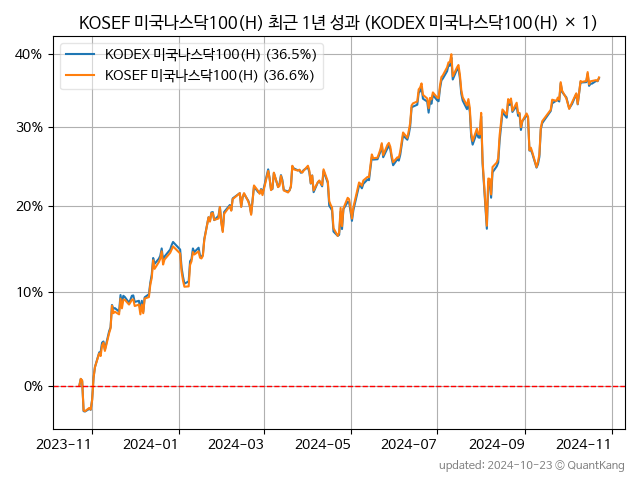 KOSEF 미국나스닥100(H) 최근 1년 성과 (KODEX 미국나스닥100(H) × 1)
KODEX 미국나스닥100(H) (36.5%)
KOSEF 미국나스닥100(H) (36.6%)
40%
30%
20%
10%
0%
2023-11 2024-01 2024-03 2024-05 2024-07 2024-09 2024-11
updated: 2024-10-23 © QuantKang